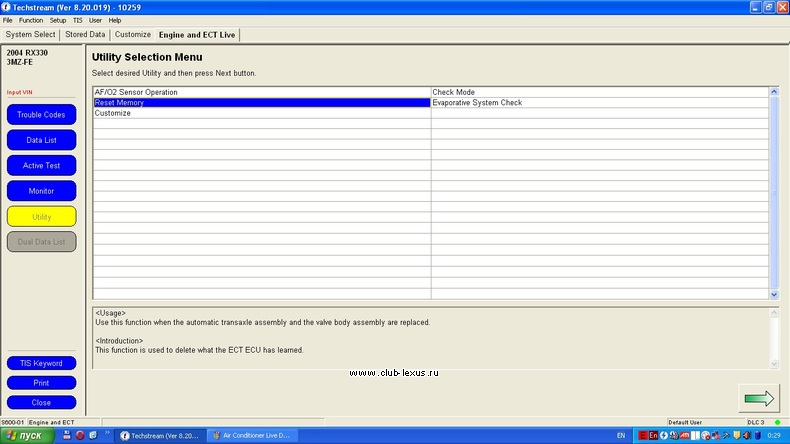 Techstream (Ver 8.20.019) - 10259
File Function Setup TIS User Help
System Select Stored Data Customize Engine and ECT Live
2004 RX330
3MZ-FE
Input VIN
Trouble Codes
Data List
Active Test
Monitor
Utility
Dual Data List
TIS Keyword
Print
Close
Utility Selection Menu
Select desired Utility and then press Next button.
AF/O2 Sensor Operation Check Mode
Reset Memory Evaporative System Check
Customize
<Usage>
Use this function when the automatic transaxle assembly and the valve body assembly are replaced.
<Introduction>
This function is used to delete what the ECT ECU has learned.
www.club-lexus.ru
S600-01 Engine and ECT Default User DLC 3
пуск Techstream (Ver 8.20... Air Conditioner Live D... EN En 0:29